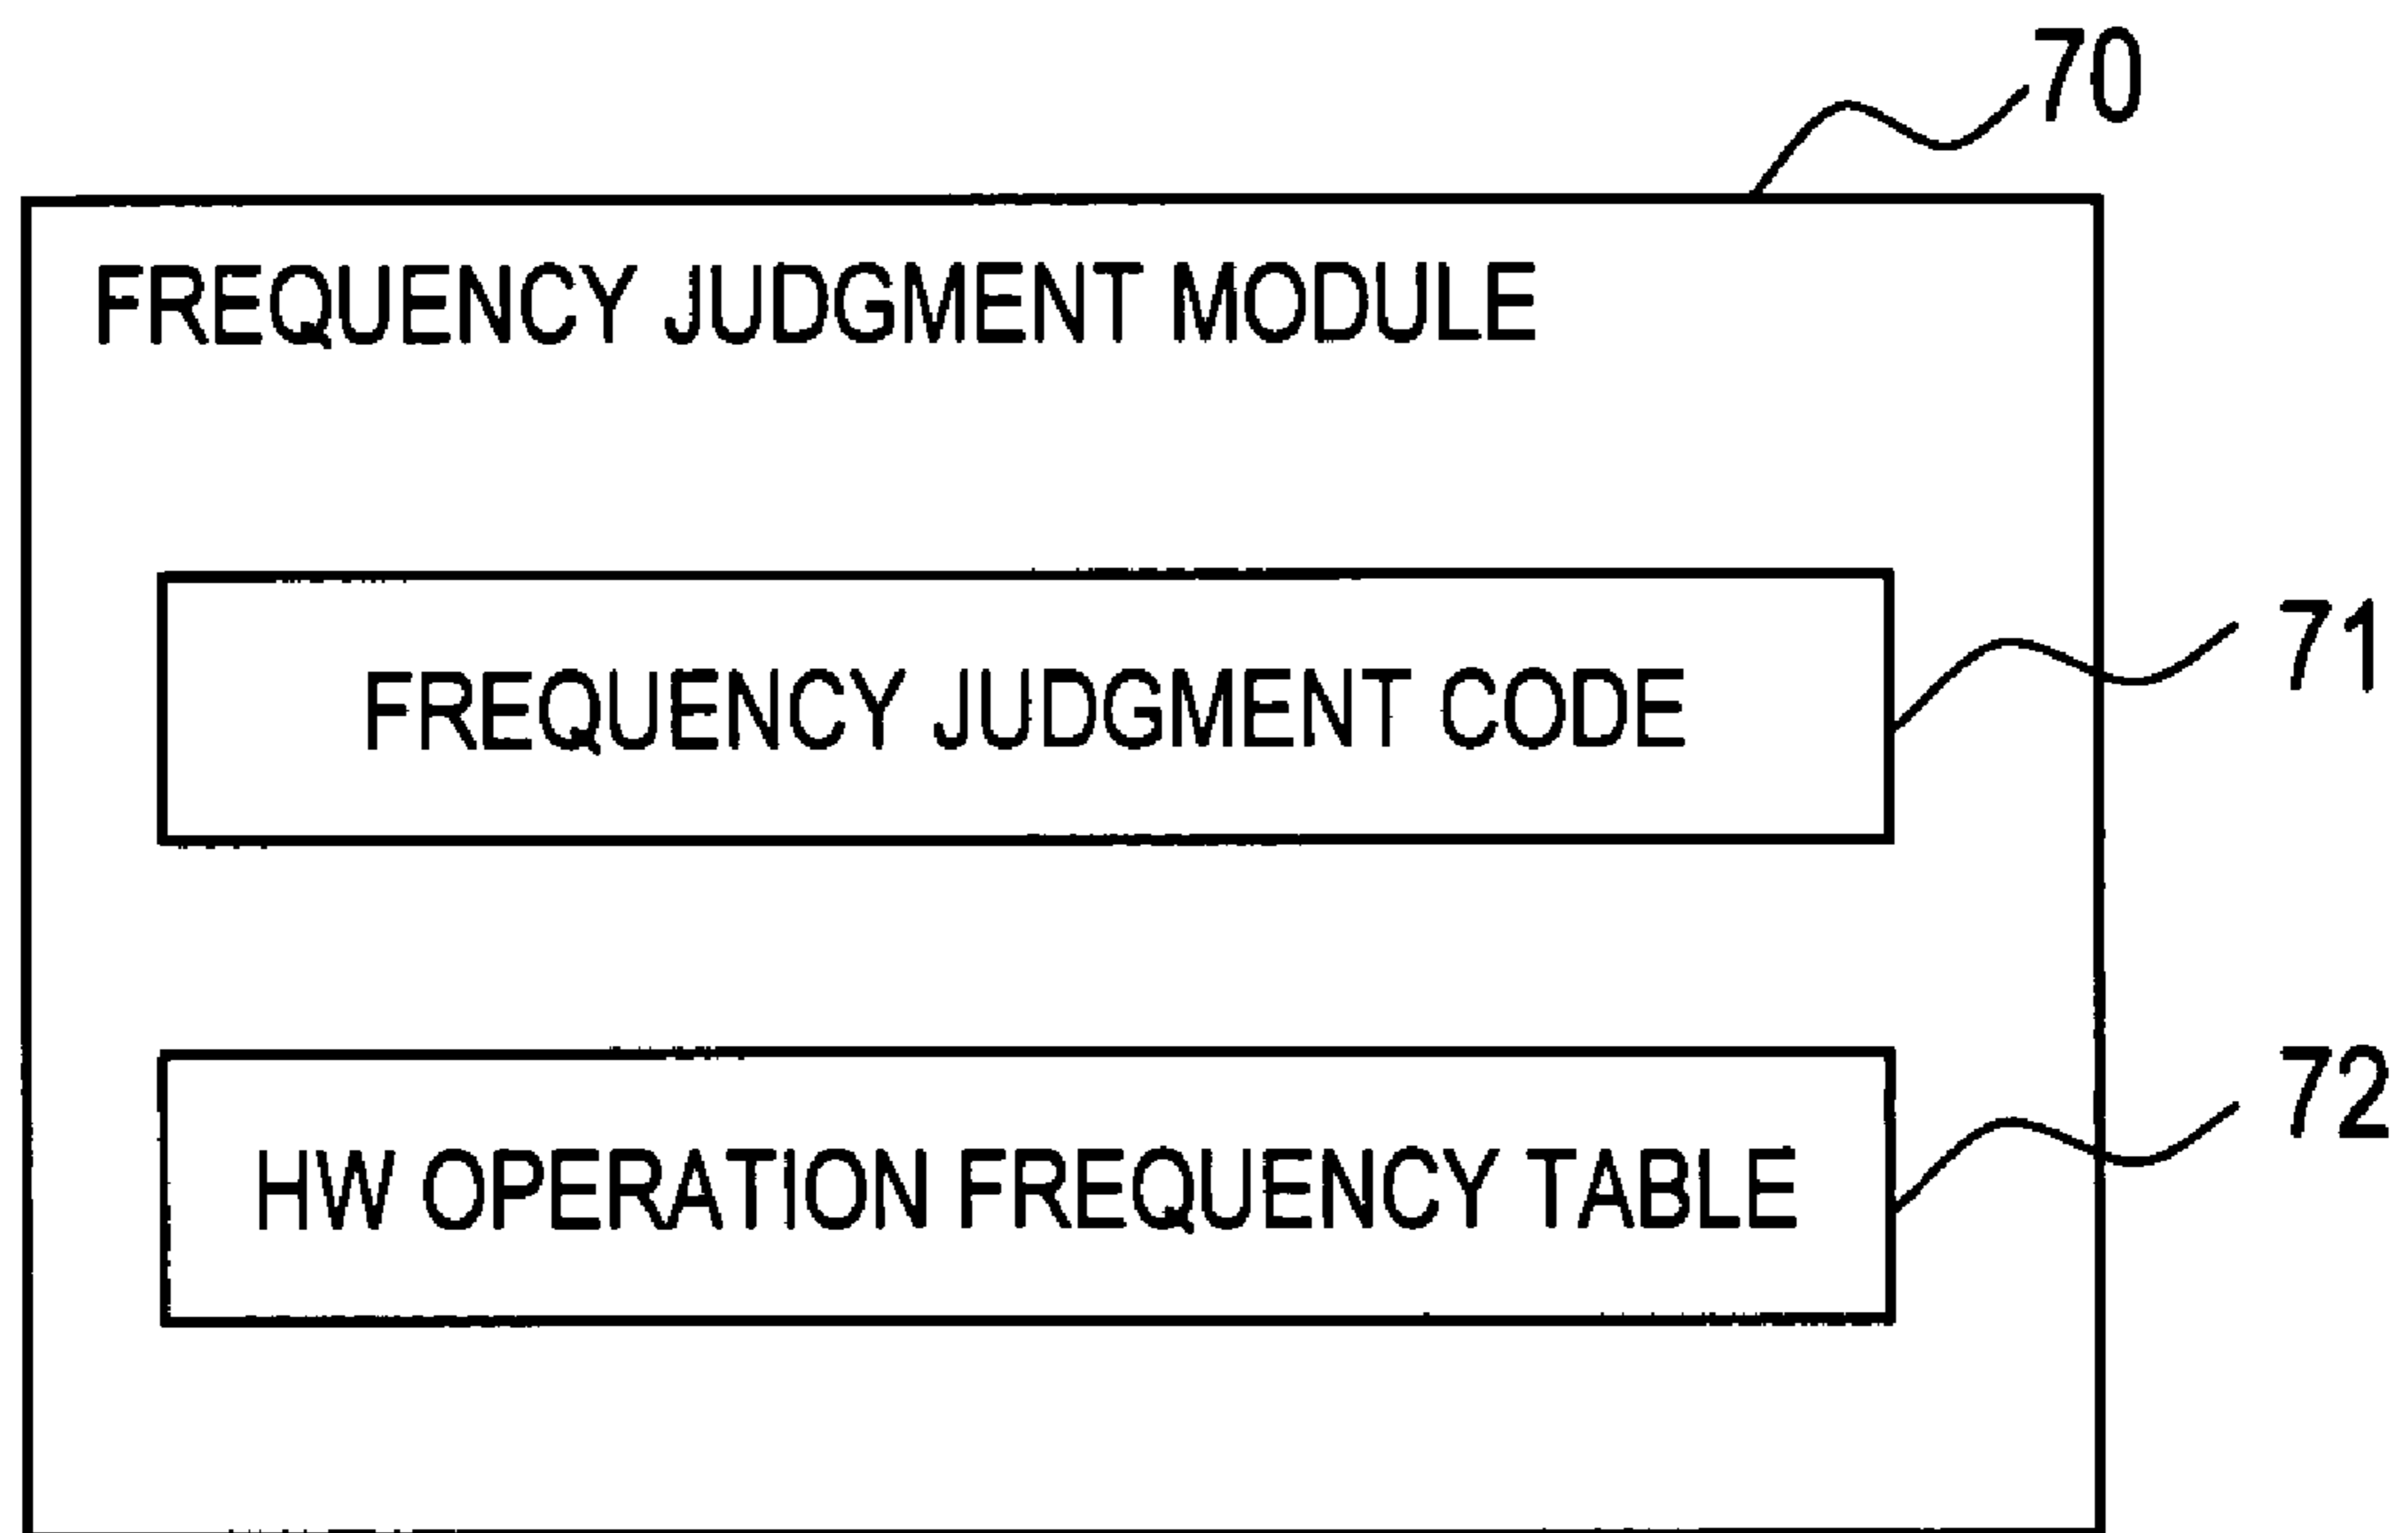 70
FREQUENCY JUDGMENT MODULE
FREQUENCY JUDGMENT CODE
71
HW OPERATION FREQUENCY TABLE
72